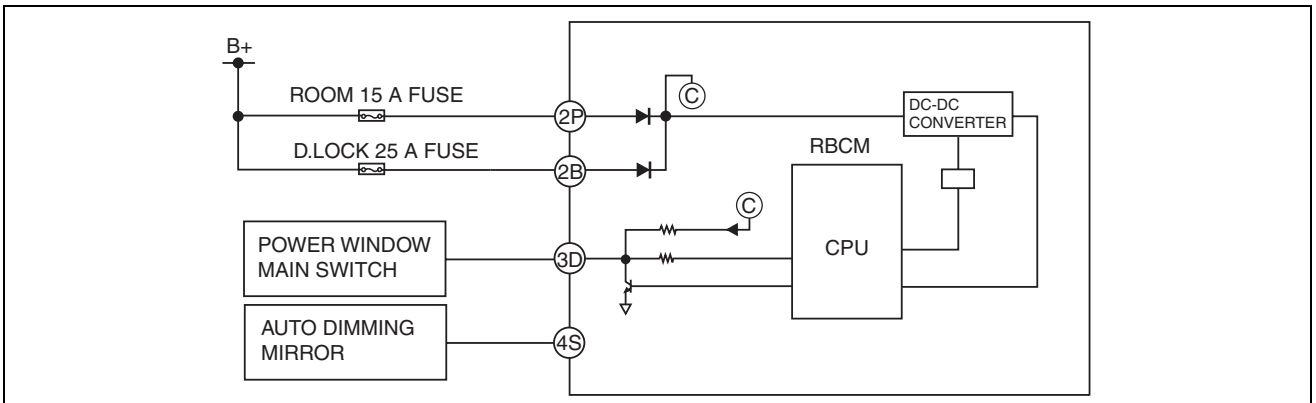 B+
ROOM 15 A FUSE
2P
C
DC-DC
CONVERTER
D.LOCK 25 A FUSE
2B
RBCM
C
CPU
POWER WINDOW
MAIN SWITCH
3D
AUTO DIMMING
MIRROR
4S